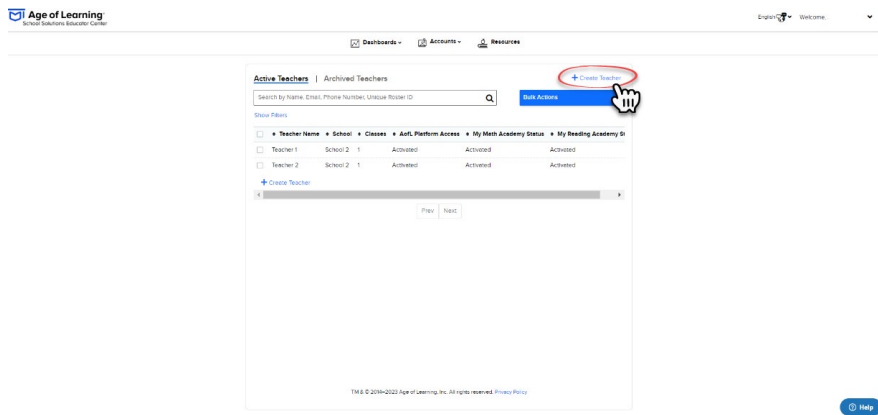 Age of Learning
School Solutions Educator Center
English
Welcome,
Dashboards
Accounts
Resources
Active Teachers | Archived Teachers
+ Create Teacher
Search by Name, Email, Phone Number, Unique Roster ID
Bulk Actions
Show Filters
Teacher Name School Classes AofL Platform Access My Math Academy Status My Reading Academy St
Teacher 1 School 2 1 Activated Activated Activated
Teacher 2 School 2 1 Activated Activated Activated
+ Create Teacher
Prev Next
TM & © 2014–2023 Age of Learning, Inc. All rights reserved. Privacy Policy
Help